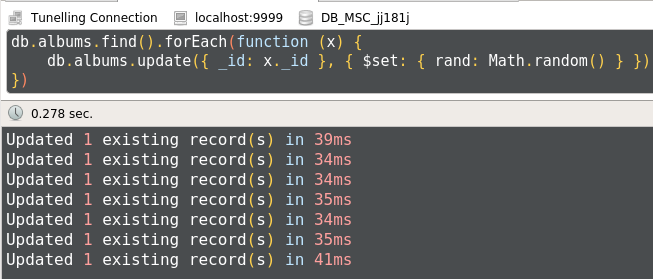 Tunelling Connection localhost:9999 DB_MSC_jj181j
db.albums.find().forEach(function (x) {
    db.albums.update({ _id: x._id }, { $set: { rand: Math.random() } })
})
0.278 sec.
Updated 1 existing record(s) in 39ms
Updated 1 existing record(s) in 34ms
Updated 1 existing record(s) in 34ms
Updated 1 existing record(s) in 35ms
Updated 1 existing record(s) in 34ms
Updated 1 existing record(s) in 35ms
Updated 1 existing record(s) in 41ms